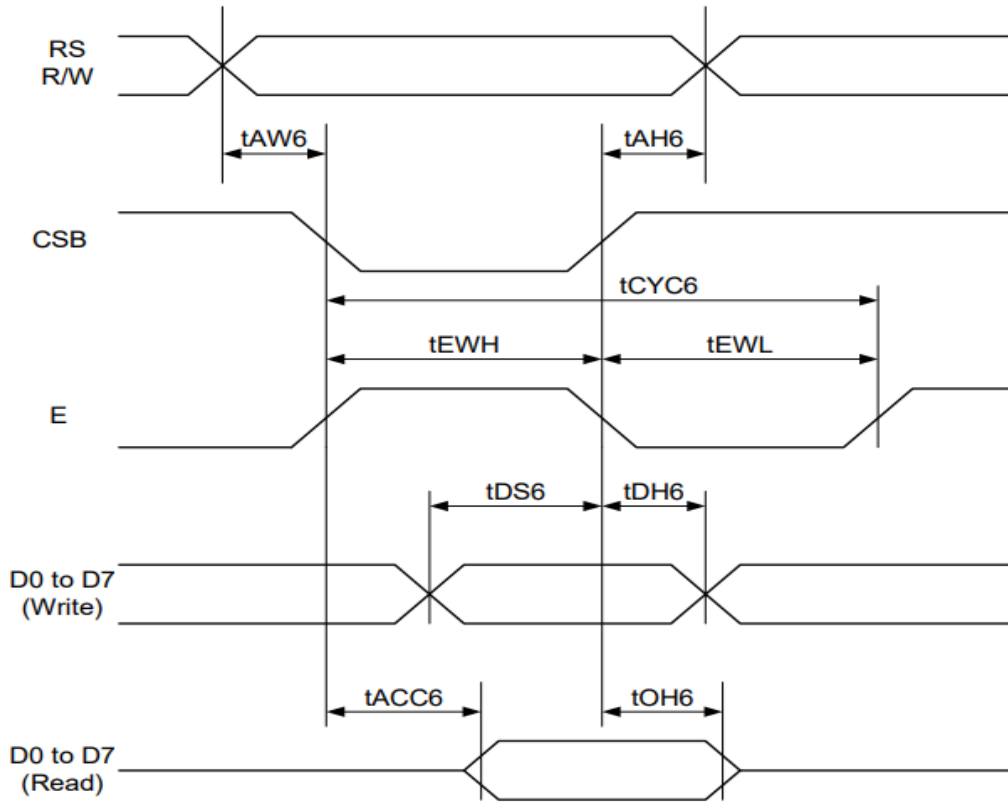 RS
R/W
tAW6
tAH6
CSB
tCYC6
tEWH
tEWL
E
tDS6
tDH6
D0 to D7
(Write)
tACC6
tOH6
D0 to D7
(Read)